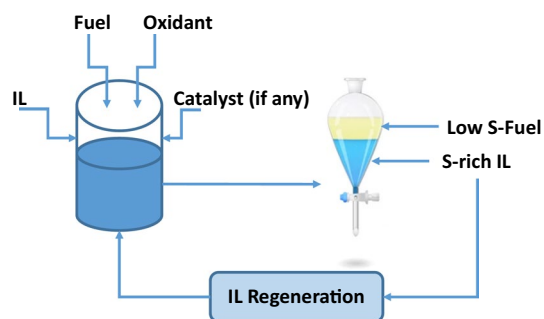 Fuel
Oxidant
IL
Catalyst (if any)
Low S-Fuel
S-rich IL
IL Regeneration